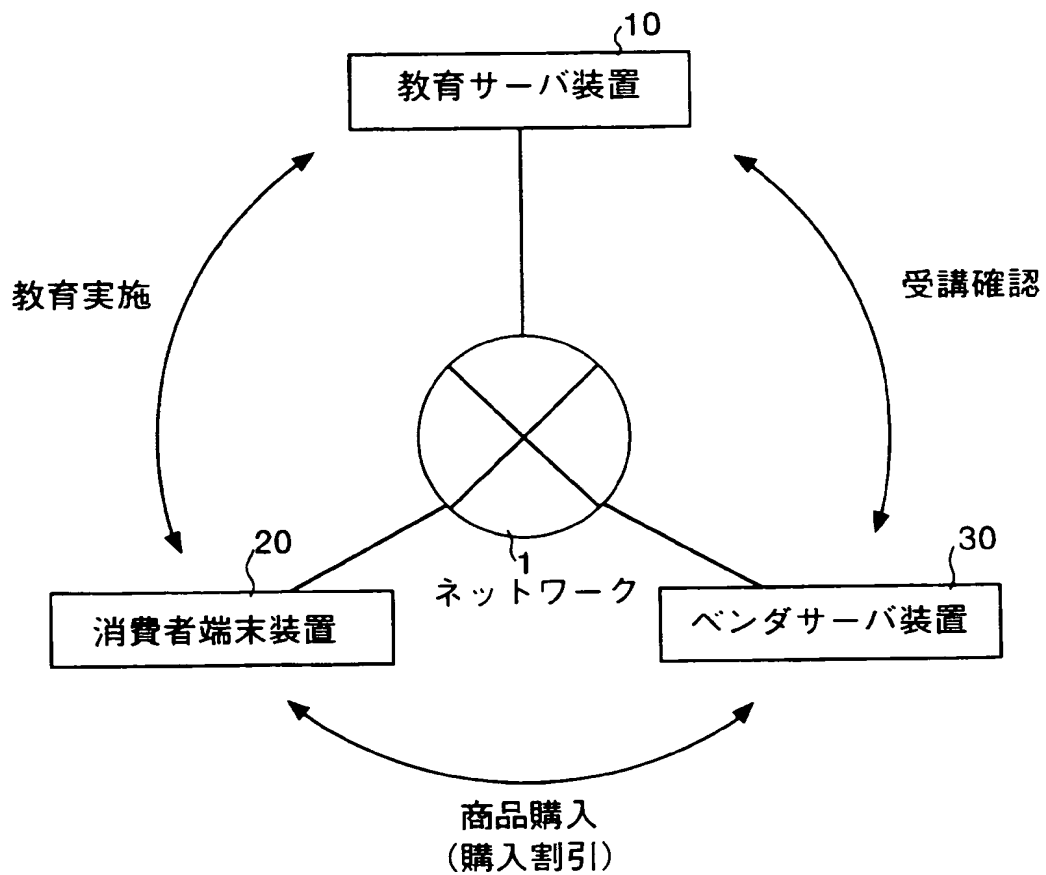 10
教育サーバ装置
教育実施
受講確認
20
1
30
ネットワーク
消費者端末装置
ベンダサーバ装置
商品購入
(購入割引)